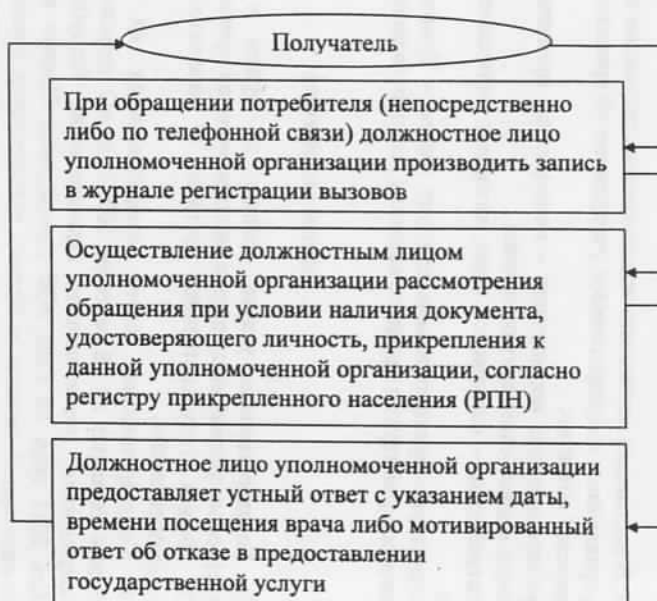 Получатель
При обращении потребителя (непосредственно
либо по телефонной связи) должностное лицо
уполномоченной организации производить запись
в журнале регистрации вызовов
Осуществление должностным лицом
уполномоченной организации рассмотрения
обращения при условии наличия документа,
удостоверяющего личность, прикрепления к
данной уполномоченной организации, согласно
регистру прикрепленного населения (РПН)
Должностное лицо уполномоченной организации
предоставляет устный ответ с указанием даты,
времени посещения врача либо мотивированный
ответ об отказе в предоставлении
государственной услуги